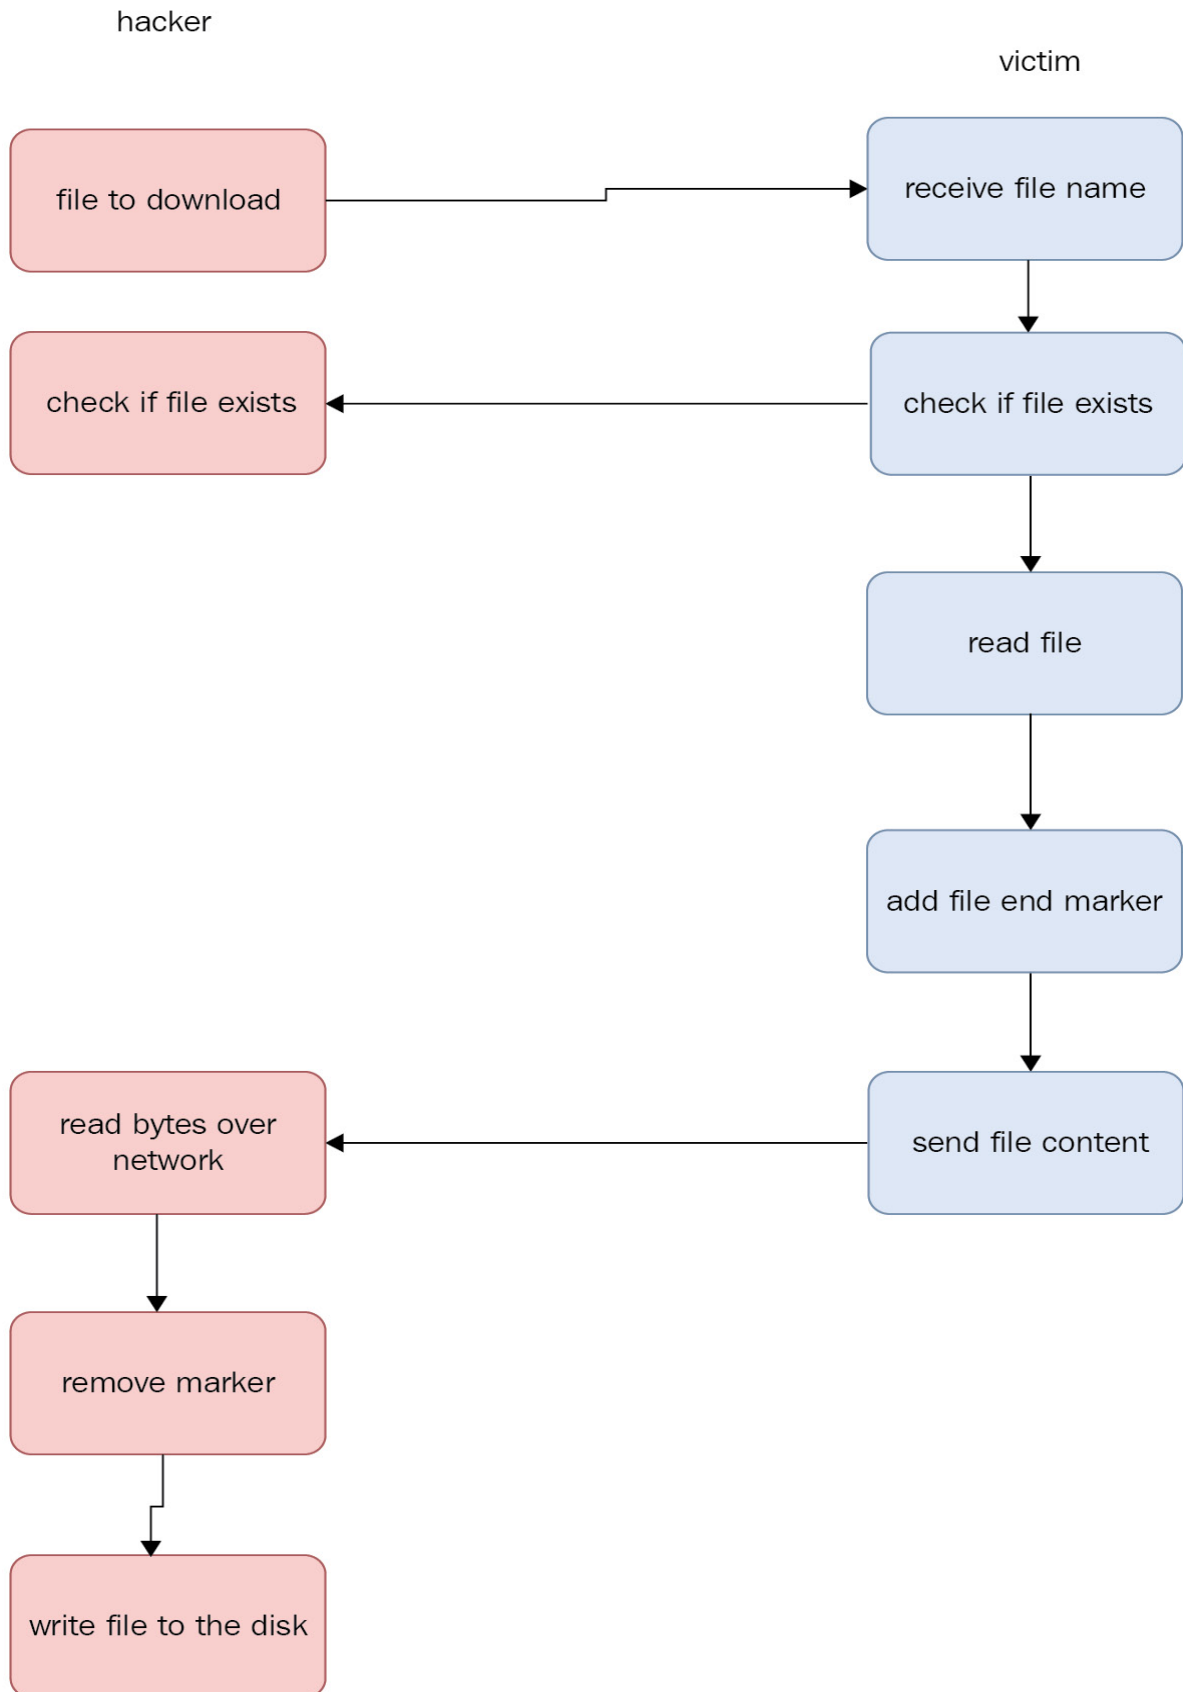 hacker
victim
file to download
receive file name
check if file exists
check if file exists
read file
add file end marker
read bytes over
network
send file content
remove marker
write file to the disk